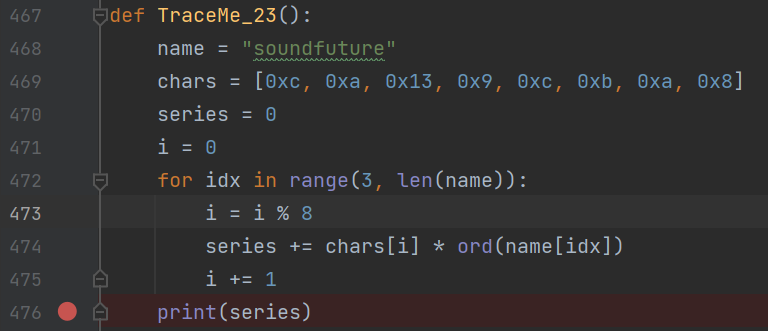 467 def TraceMe_23():
468     name = "soundfuture"
469     chars = [0xc, 0xa, 0x13, 0x9, 0xc, 0xb, 0xa, 0x8]
470     series = 0
471     i = 0
472     for idx in range(3, len(name)):
473         i = i % 8
474         series += chars[i] * ord(name[idx])
475         i += 1
476     print(series)